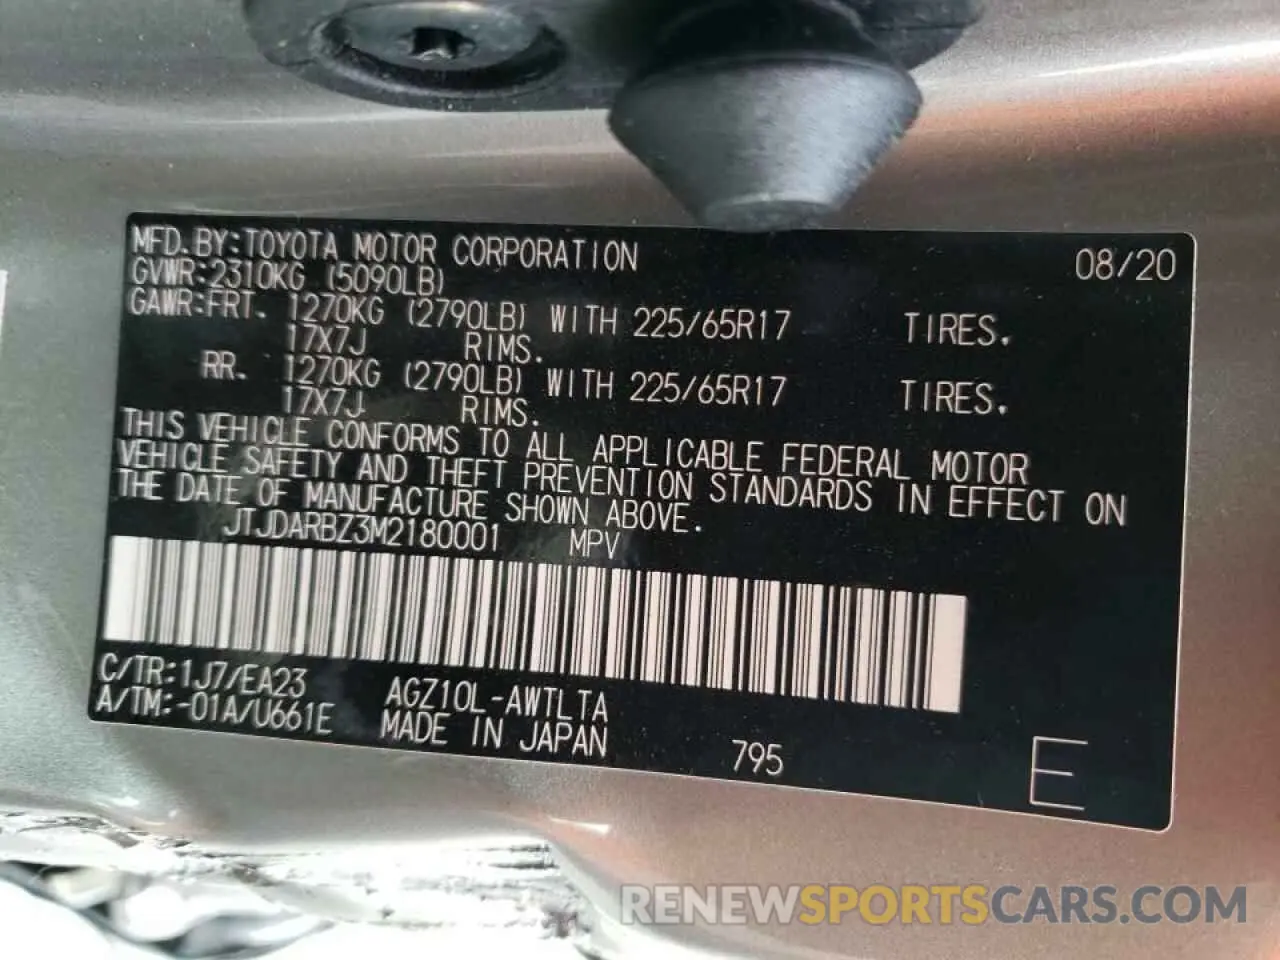 MFD.BY:TOYOTA MOTOR CORPORATION 08/20
GVWR:2310KG (5090LB)
GAWR:FRT. 1270KG (2790LB) WITH 225/65R17 TIRES.
17X7J RIMS.
RR. 1270KG (2790LB) WITH 225/65R17 TIRES.
17X7J RIMS.
THIS VEHICLE CONFORMS TO ALL APPLICABLE FEDERAL MOTOR
VEHICLE SAFETY AND THEFT PREVENTION STANDARDS IN EFFECT ON
THE DATE OF MANUFACTURE SHOWN ABOVE.
JTJDARBZ3M2180001 MPV
C/TR:1J7/EA23 AGZ10L-AWTLTA
A/TM:-01A/U661E MADE IN JAPAN 795 E
RENEWSPORTSCARS.COM